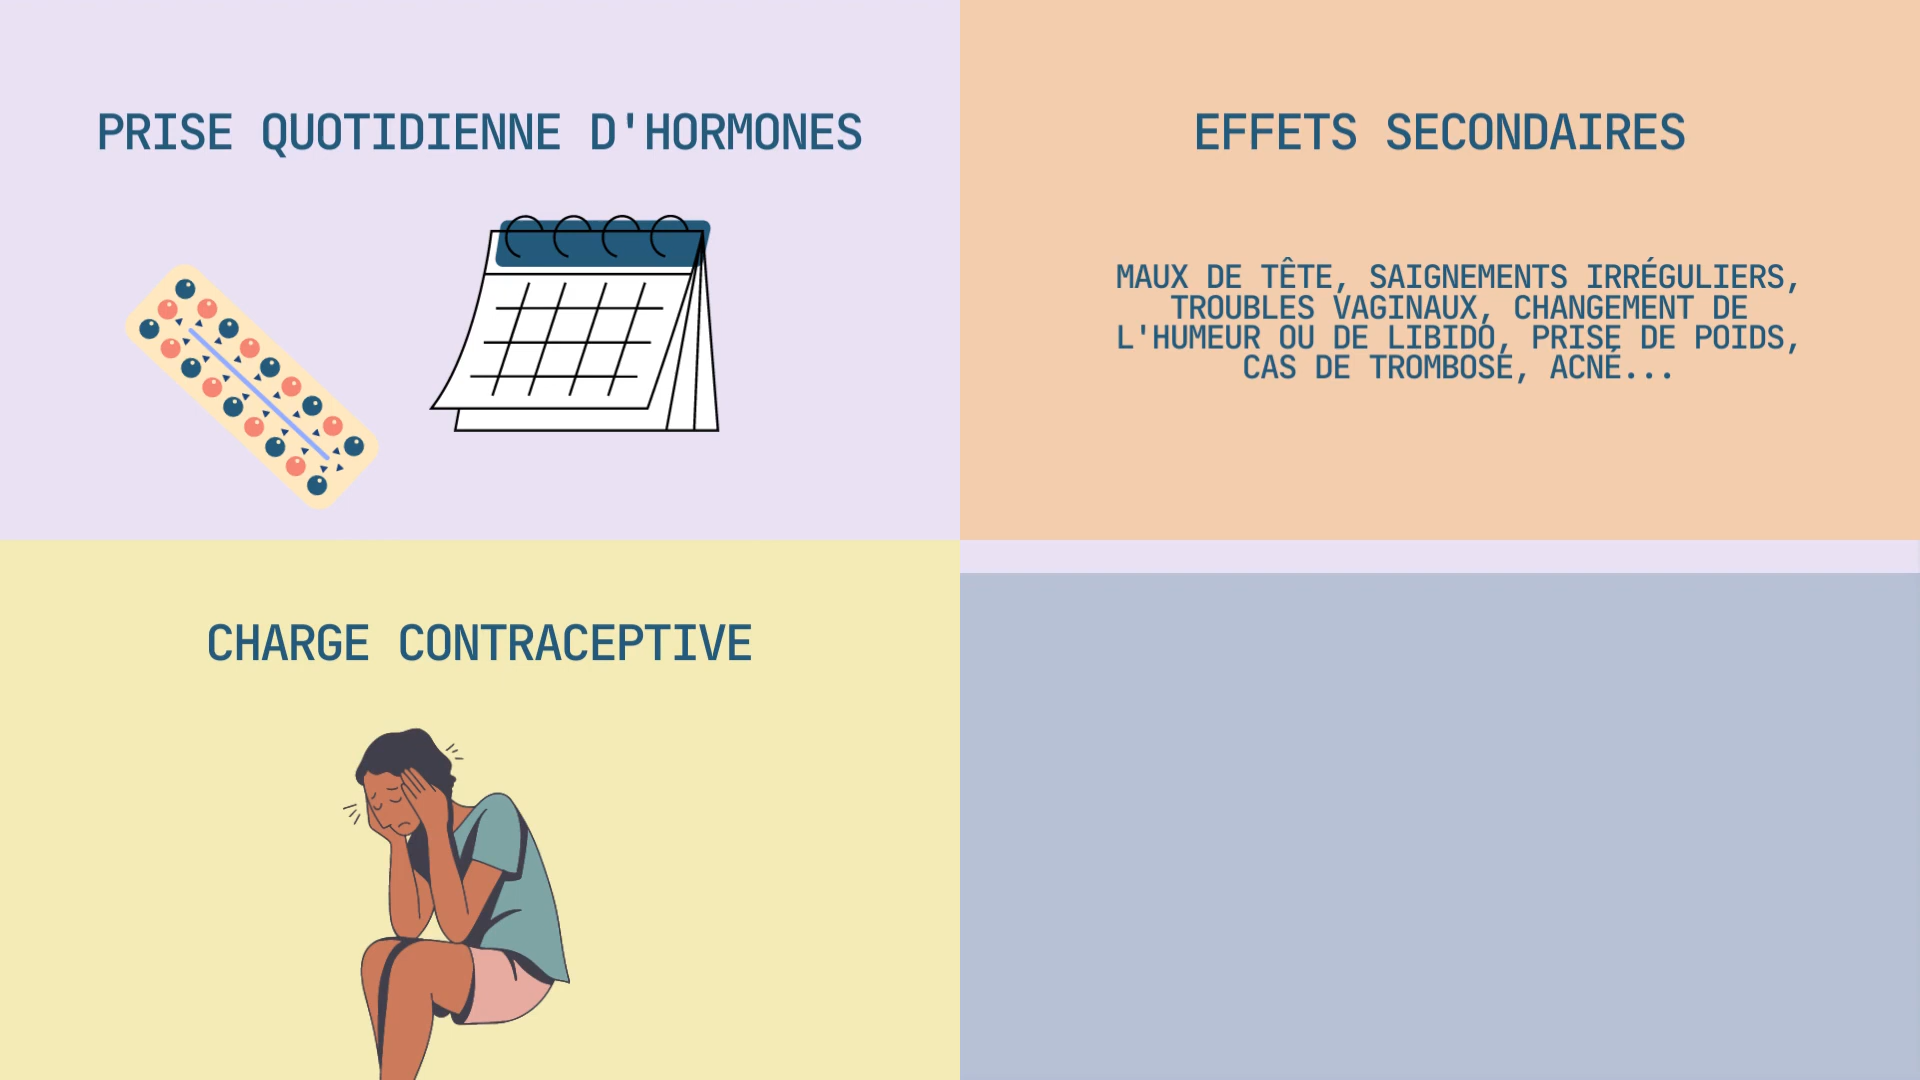 PRISE QUOTIDIENNE D'HORMONES
EFFETS SECONDAIRES
MAUX DE TÊTE, SAIGNEMENTS IRRÉGULIERS,
TROUBLES VAGINAUX, CHANGEMENT DE
L'HUMEUR OU DE LIBIDO, PRISE DE POIDS,
CAS DE TROMBOSE, ACNÉ...
CHARGE CONTRACEPTIVE